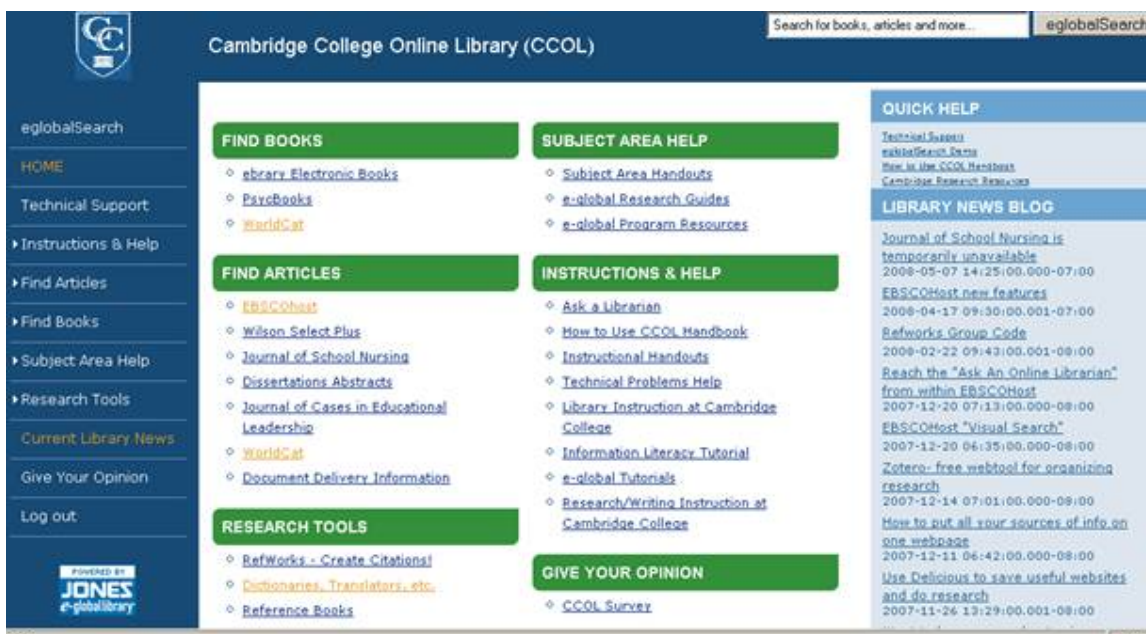 CC
Cambridge College Online Library (CCOL)
Search for books, articles and more...
eglobalSearch
eglobalSearch
HOME
Technical Support
Instructions & Help
Find Articles
Find Books
Subject Area Help
Research Tools
Current Library News
Give Your Opinion
Log out
POWERED BY
JONES
e-globallibrary
FIND BOOKS
ebrary Electronic Books
PsycBooks
WorldCat
FIND ARTICLES
EBSCOhost
Wilson Select Plus
Journal of School Nursing
Dissertations Abstracts
Journal of Cases in Educational
Leadership
WorldCat
Document Delivery Information
RESEARCH TOOLS
RefWorks - Create Citations!
Dictionaries, Translators, etc.
Reference Books
SUBJECT AREA HELP
Subject Area Handouts
e-global Research Guides
e-global Program Resources
INSTRUCTIONS & HELP
Ask a Librarian
How to Use CCOL Handbook
Instructional Handouts
Technical Problems Help
Library Instruction at Cambridge
College
Information Literacy Tutorial
e-global Tutorials
Research/Writing Instruction at
Cambridge College
GIVE YOUR OPINION
CCOL Survey
QUICK HELP
Technical Support
eglobalSearch Demo
How to Use CCOL Handbook
Cambridge Research Resources
LIBRARY NEWS BLOG
Journal of School Nursing is
temporarily unavailable
2008-05-07 14:25:00.000-07:00
EBSCOHost new features
2008-04-17 09:30:00.001-07:00
Refworks Group Code
2008-02-22 09:43:00.001-08:00
Reach the "Ask An Online Librarian"
from within EBSCOHost
2007-12-20 07:13:00.000-08:00
EBSCOHost "Visual Search"
2007-12-20 06:35:00.000-08:00
Zotero- free webtool for organizing
research
2007-12-14 07:01:00.000-08:00
How to put all your sources of info on
one webpage
2007-12-11 06:42:00.000-08:00
Use Delicious to save useful websites
and do research
2007-11-26 13:29:00.001-08:00